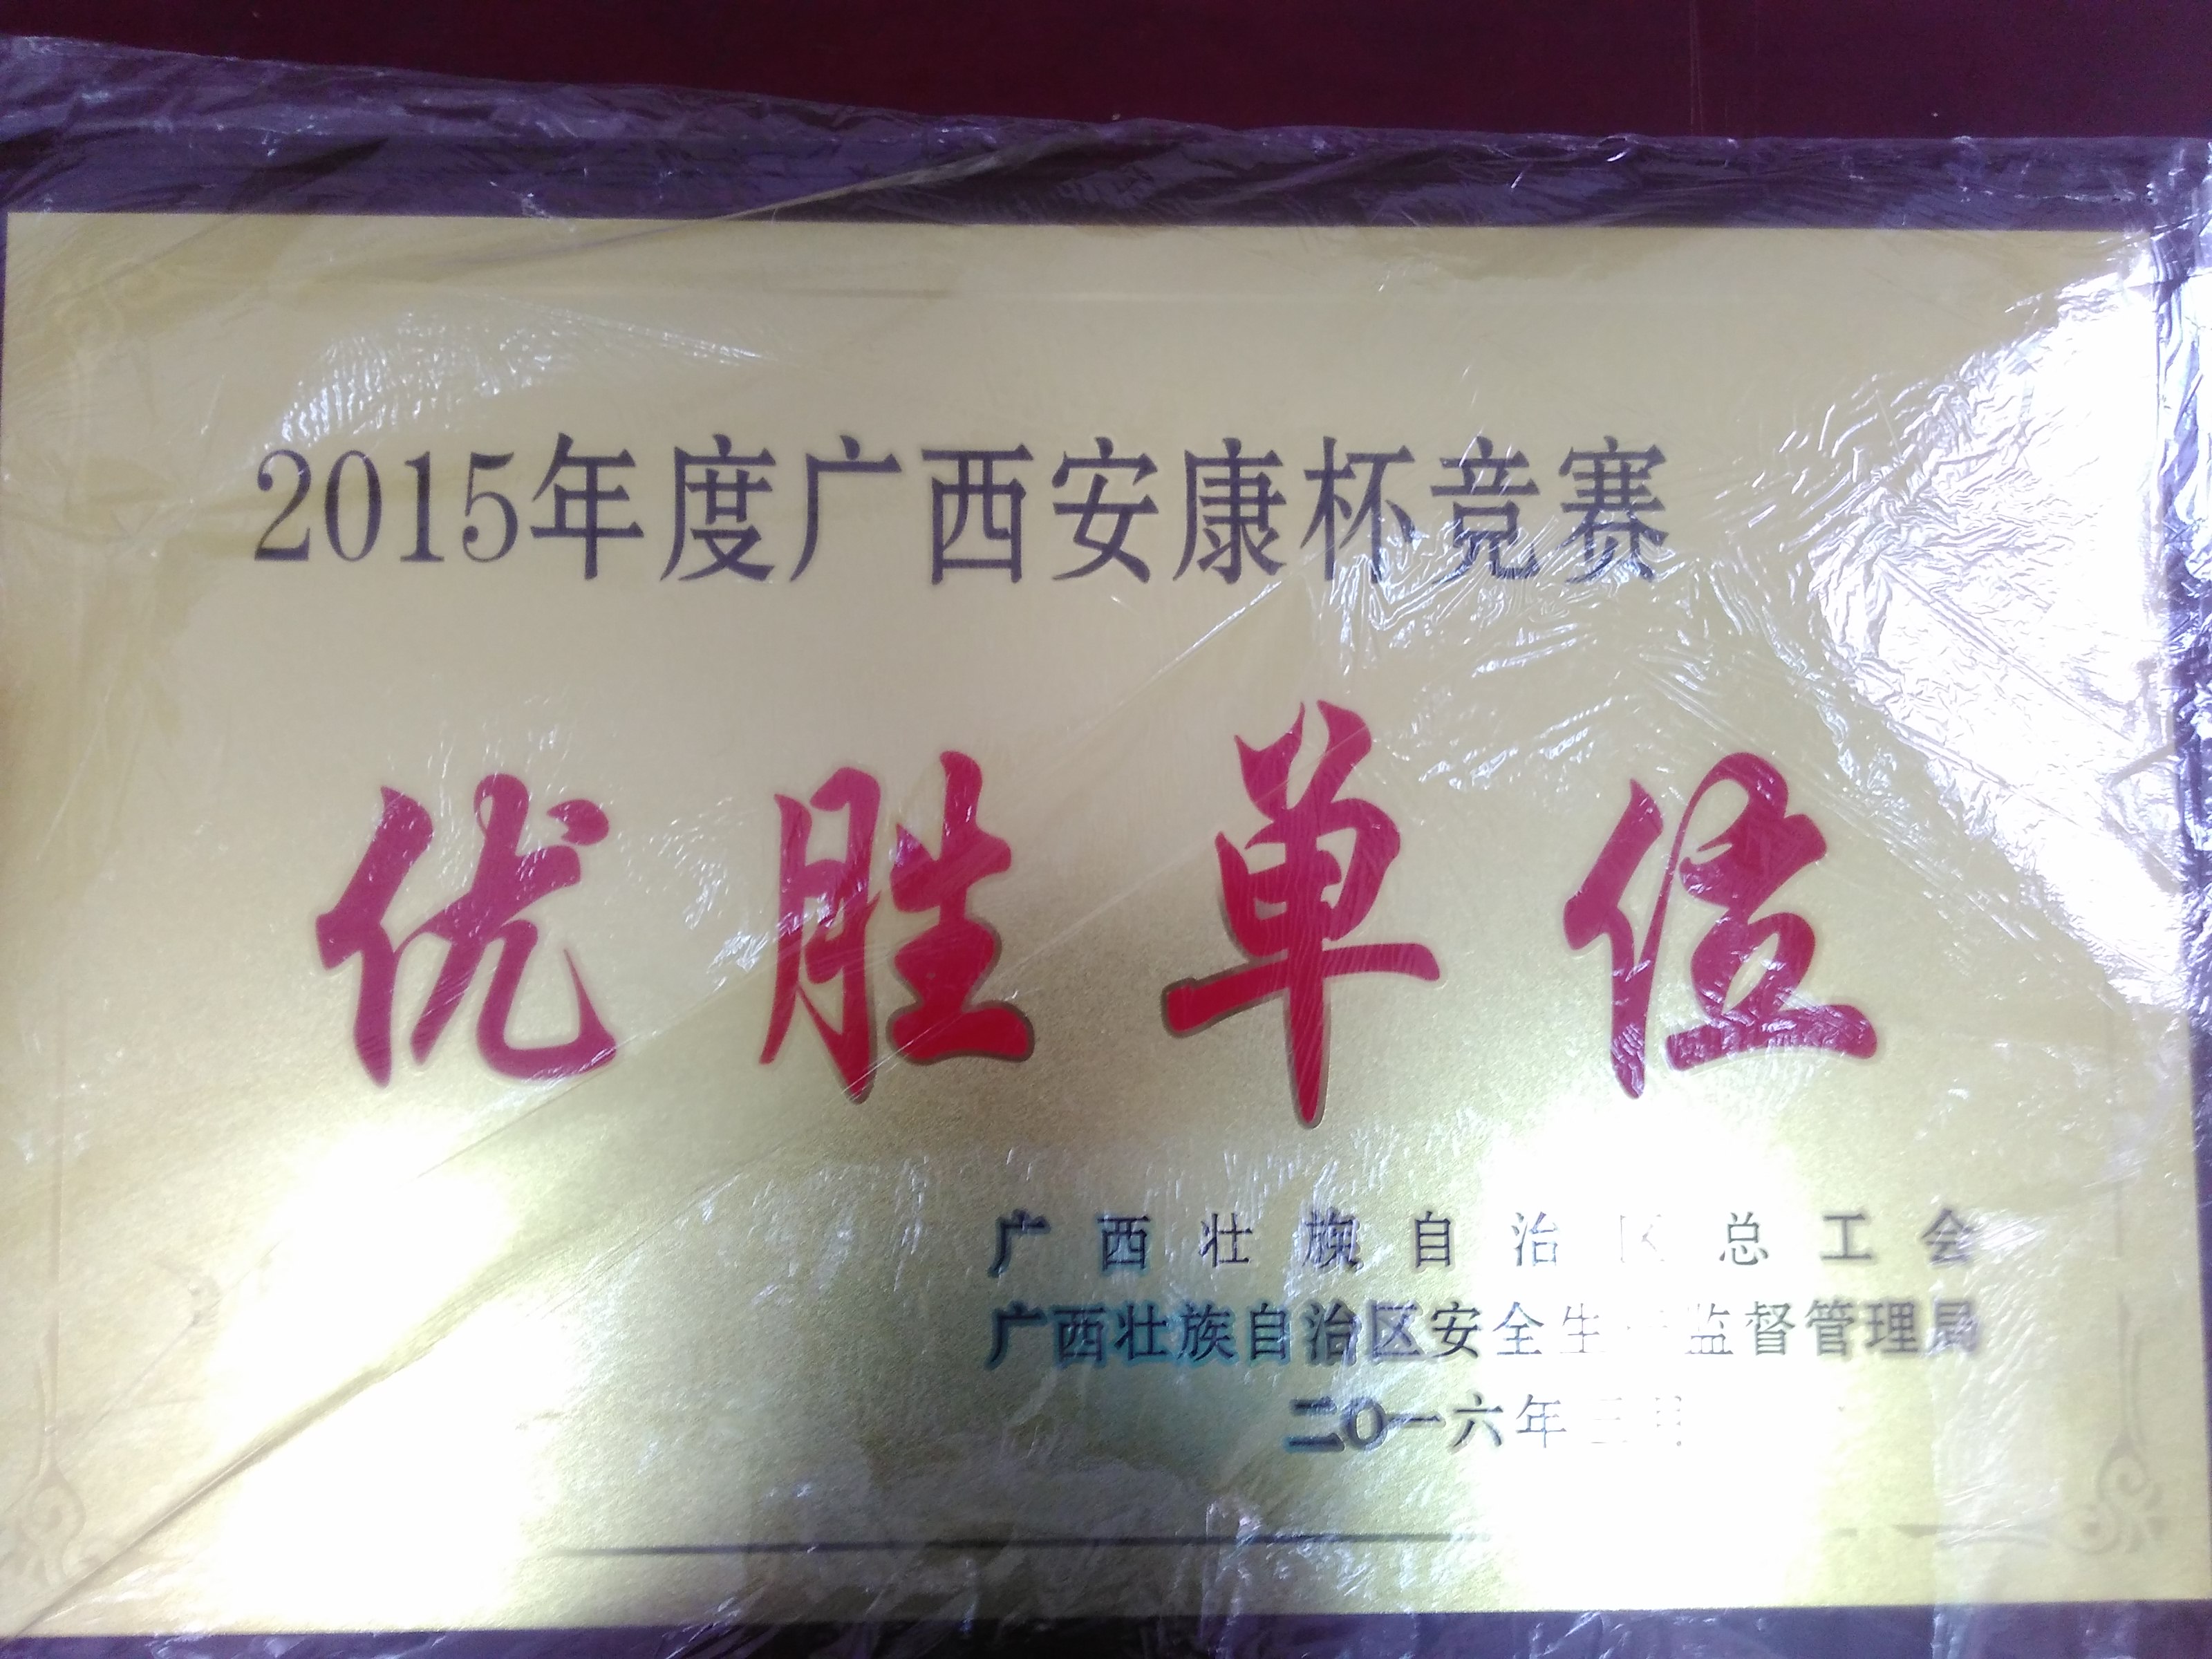 2015年度广西安康杯竞赛
优胜单位
广西壮族自治区总工会
广西壮族自治区安全生 监督管理局
二〇一六年三月